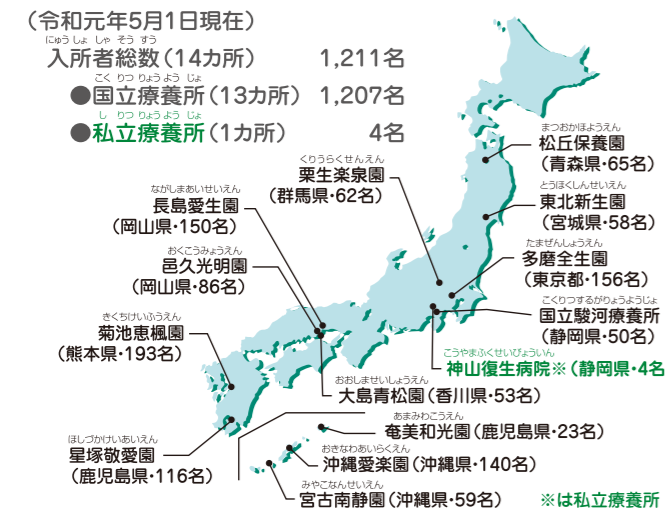 （令和元年5月1日現在）
にゅうしょしゃそうすう
入所者総数（14カ所） 1,211名
こくりつりょうようじょ
●国立療養所（13カ所） 1,207名
しりつりょうようじょ
●私立療養所（1カ所） 4名
まつおかほようえん
松丘保養園
（青森県・65名）
とうほくしんせいえん
東北新生園
（宮城県・58名）
くりうらくせんえん
栗生楽泉園
（群馬県・62名）
たまぜんしょうえん
多磨全生園
（東京都・156名）
こくりつするがりょうようじょ
国立駿河療養所
（静岡県・50名）
こうやまふくせいびょういん
神山復生病院※（静岡県・4名
ながしまあいせいえん
長島愛生園
（岡山県・150名）
おくこうみょうえん
邑久光明園
（岡山県・86名）
おおしませいしょうえん
大島青松園（香川県・53名）
きくちけいふうえん
菊池恵楓園
（熊本県・193名）
ほしづかけいあいえん
星塚敬愛園
（鹿児島県・116名）
あまみわこうえん
奄美和光園（鹿児島県・23名）
おきなわあいらくえん
沖縄愛楽園（沖縄県・140名）
みやこなんせいえん
宮古南静園（沖縄県・59名）
※は私立療養所